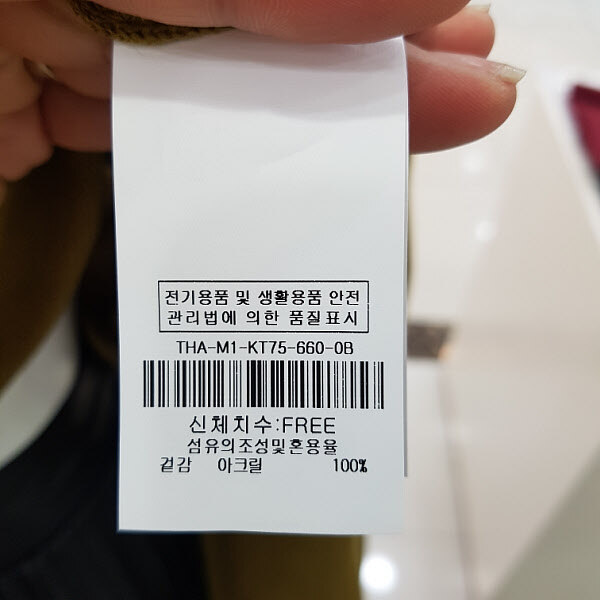 전기용품 및 생활용품 안전
관리법에 의한 품질표시
THA-M1-KT75-660-0B
신체치수:FREE
섬유의조성및혼용율
겉감 아크릴 100%